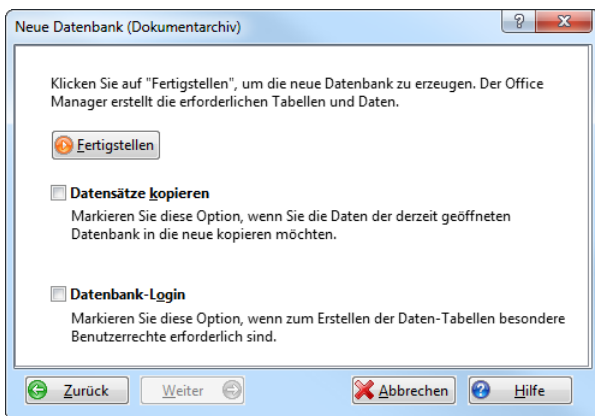 Neue Datenbank (Dokumentarchiv)
Klicken Sie auf "Fertigstellen", um die neue Datenbank zu erzeugen. Der Office
Manager erstellt die erforderlichen Tabellen und Daten.
Fertigstellen
Datensätze kopieren
Markieren Sie diese Option, wenn Sie die Daten der derzeit geöffneten
Datenbank in die neue kopieren möchten.
Datenbank-Login
Markieren Sie diese Option, wenn zum Erstellen der Daten-Tabellen besondere
Benutzerrechte erforderlich sind.
Zurück Weiter Abbrechen Hilfe